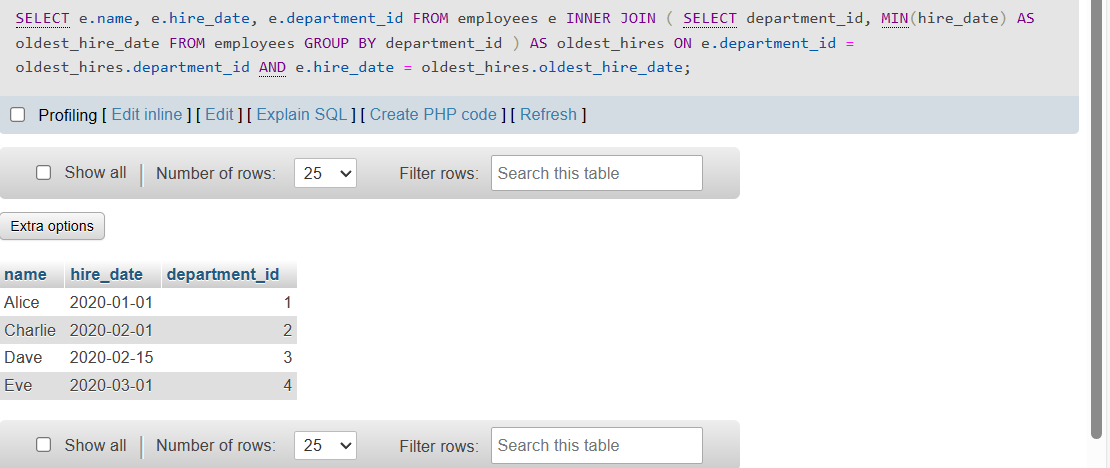 SELECT e.name, e.hire_date, e.department_id FROM employees e INNER JOIN ( SELECT department_id, MIN(hire_date) AS
oldest_hire_date FROM employees GROUP BY department_id ) AS oldest_hires ON e.department_id =
oldest_hires.department_id AND e.hire_date = oldest_hires.oldest_hire_date;
Profiling [ Edit inline ] [ Edit ] [ Explain SQL ] [ Create PHP code ] [ Refresh ]
Show all | Number of rows: 25 Filter rows: Search this table
Extra options
name hire_date department_id
Alice 2020-01-01 1
Charlie 2020-02-01 2
Dave 2020-02-15 3
Eve 2020-03-01 4
Show all | Number of rows: 25 Filter rows: Search this table